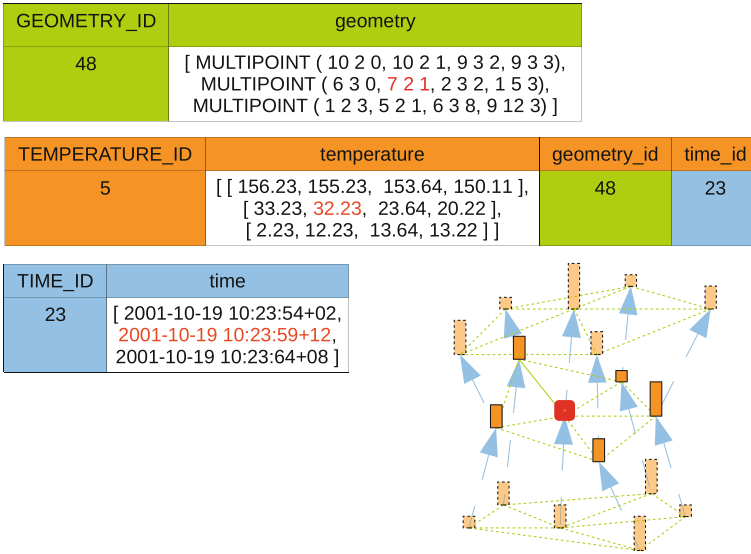 GEOMETRY_ID geometry
48 [ MULTIPOINT ( 10 2 0, 10 2 1, 9 3 2, 9 3 3),
MULTIPOINT ( 6 3 0, 7 2 1, 2 3 2, 1 5 3),
MULTIPOINT ( 1 2 3, 5 2 1, 6 3 8, 9 12 3) ]
TEMPERATURE_ID temperature geometry_id time_id
5 [ [ 156.23, 155.23, 153.64, 150.11 ], 48 23
[ 33.23, 32.23, 23.64, 20.22 ],
[ 2.23, 12.23, 13.64, 13.22 ] ]
TIME_ID time
23 [ 2001-10-19 10:23:54+02,
2001-10-19 10:23:59+12,
2001-10-19 10:23:64+08 ]